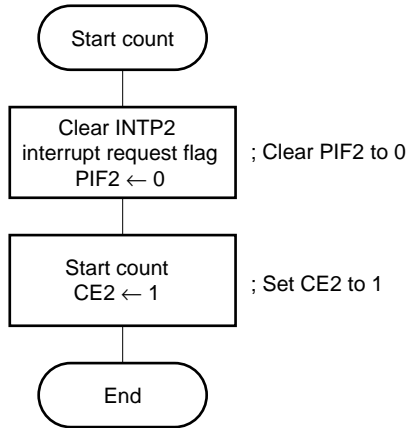 Start count
Clear INTP2
interrupt request flag
PIF2 ← 0
; Clear PIF2 to 0
Start count
CE2 ← 1
; Set CE2 to 1
End